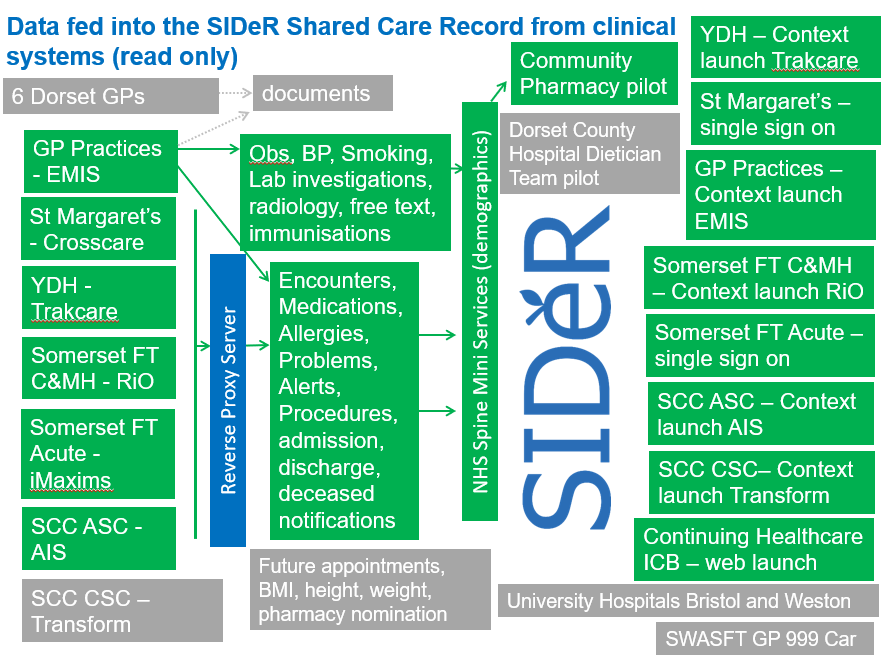 Data fed into the SIDeR Shared Care Record from clinical
systems (read only)
6 Dorset GPs
documents
GP Practices
- EMIS
St Margaret's
- Crosscare
YDH -
Trakcare
Somerset FT
C&MH - RiO
Somerset FT
Acute -
iMaxims
SCC ASC -
AIS
SCC CSC –
Transform
Reverse Proxy Server
Obs, BP, Smoking,
Lab investigations,
radiology, free text,
immunisations
Encounters,
Medications,
Allergies,
Problems,
Alerts,
Procedures,
admission,
discharge,
deceased
notifications
Future appointments,
BMI, height, weight,
pharmacy nomination
NHS Spine Mini Services (demographics)
Community
Pharmacy pilot
Dorset County
Hospital Dietician
Team pilot
SIDeR
YDH – Context
launch Trakcare
St Margaret's –
single sign on
GP Practices –
Context launch
EMIS
Somerset FT C&MH
– Context launch RiO
Somerset FT Acute –
single sign on
SCC ASC – Context
launch AIS
SCC CSC– Context
launch Transform
Continuing Healthcare
ICB – web launch
University Hospitals Bristol and Weston
SWASFT GP 999 Car